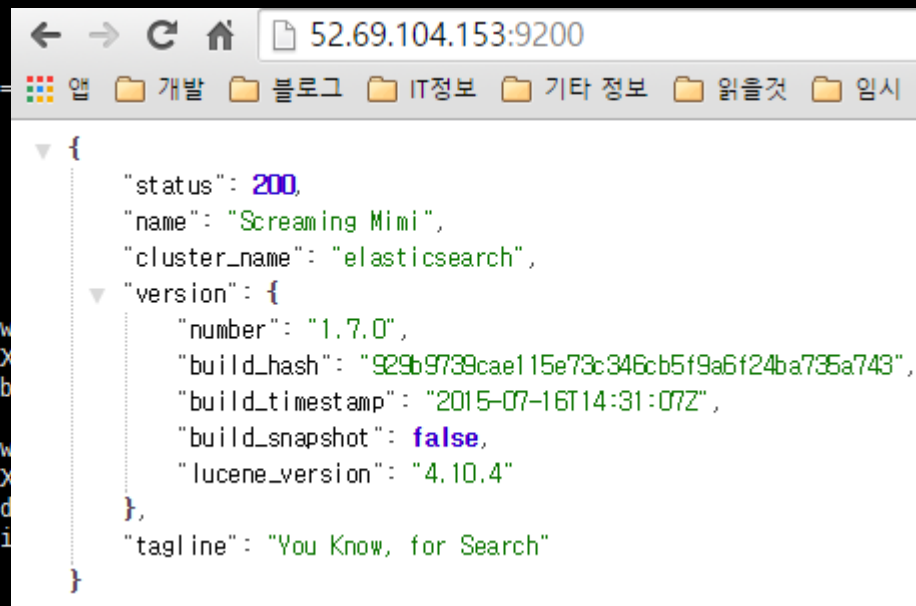 52.69.104.153:9200
앱 개발 블로그 IT정보 기타 정보 읽을것 임시
{
"status": 200,
"name": "Screaming Mimi",
"cluster_name": "elasticsearch",
"version": {
"number": "1.7.0",
"build_hash": "929b9739cae115e73c346cb5f9a6f24ba735a743",
"build_timestamp": "2015-07-16T14:31:07Z",
"build_snapshot": false,
"lucene_version": "4.10.4"
},
"tagline": "You Know, for Search"
}